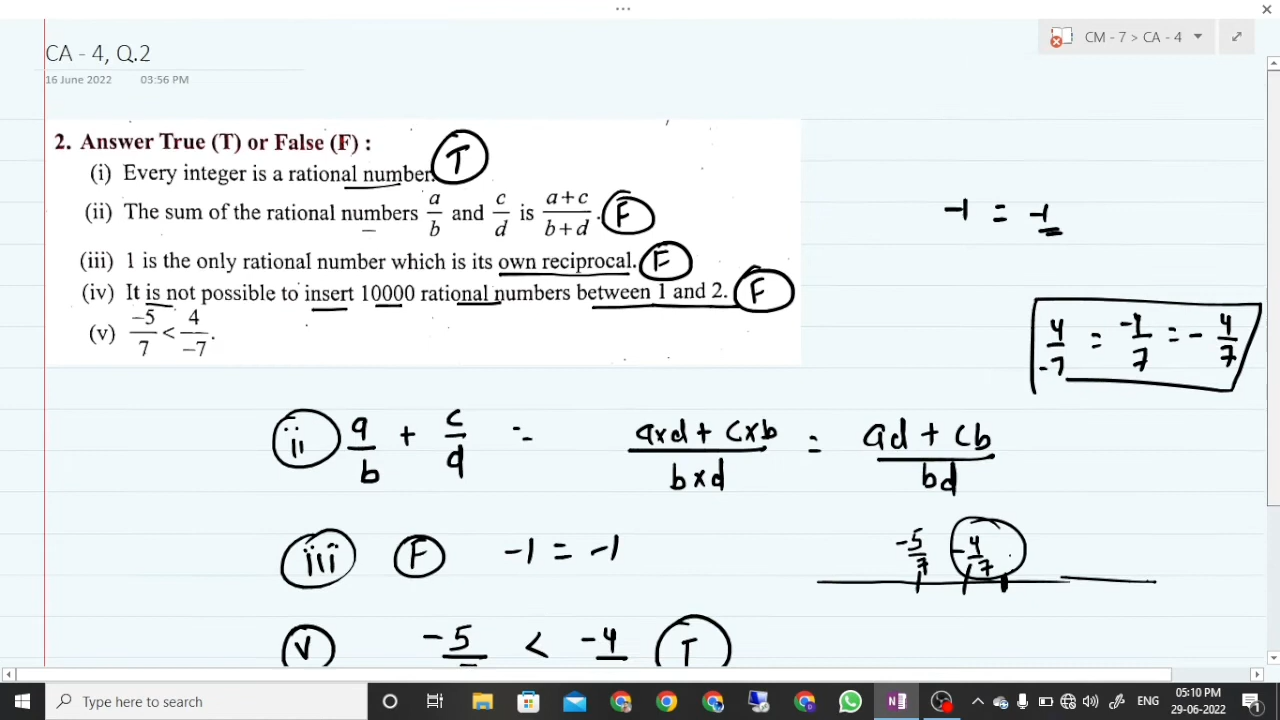 CA - 4, Q.2
16 June 2022 03:56 PM
CM - 7 > CA - 4
2. Answer True (T) or False (F) :
(i) Every integer is a rational number. T
(ii) The sum of the rational numbers a/b and c/d is a+c/b+d. F
(iii) 1 is the only rational number which is its own reciprocal. F
(iv) It is not possible to insert 10000 rational numbers between 1 and 2. F
(v) -5/7 < 4/-7.
-1 = -1
4/-7 = -4/7 = - 4/7
ii a/b + c/d = axd + cxb / bxd = ad + cb / bd
-5/7 -4/7
iii F -1 = -1
V -5 < -4 T
Type here to search
ENG
05:10 PM
29-06-2022
1